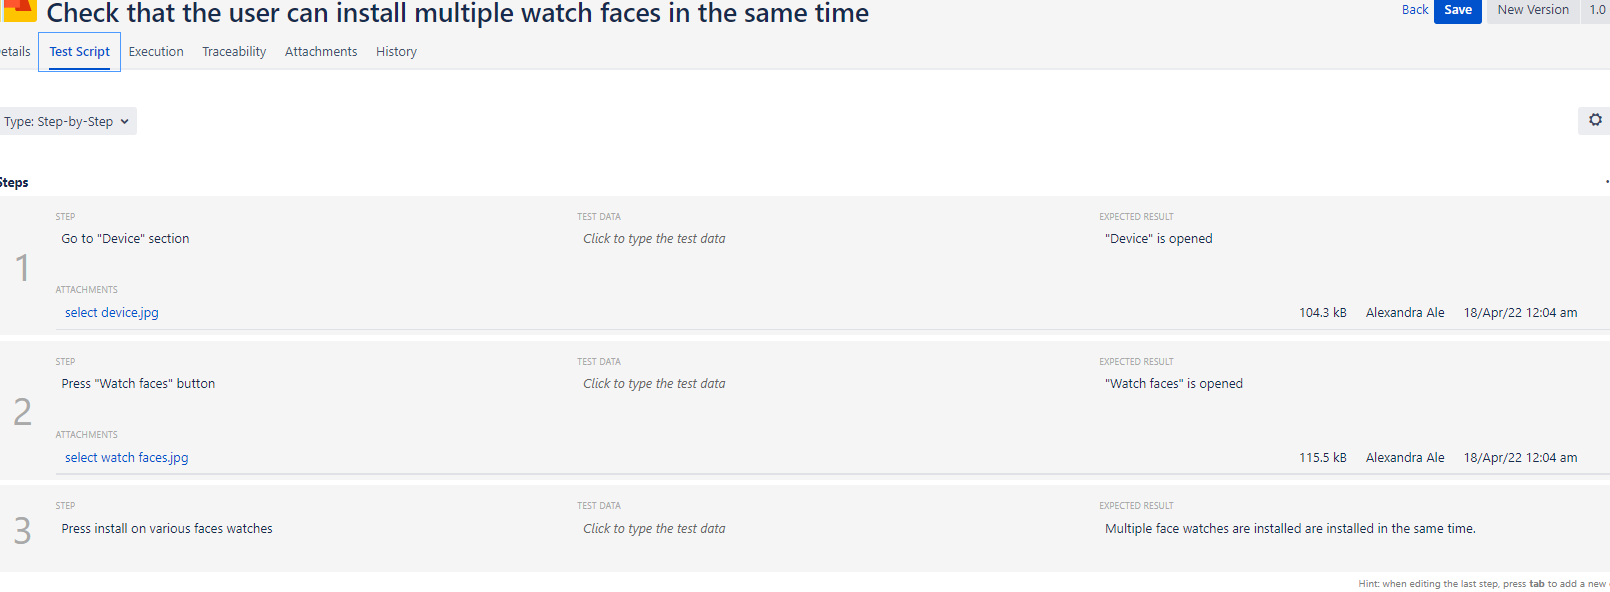 Check that the user can install multiple watch faces in the same time
Back Save New Version 1.0
etails Test Script Execution Traceability Attachments History
Type: Step-by-Step
Steps
STEP TEST DATA EXPECTED RESULT
1 Go to "Device" section Click to type the test data "Device" is opened
ATTACHMENTS
select device.jpg 104.3 kB Alexandra Ale 18/Apr/22 12:04 am
STEP TEST DATA EXPECTED RESULT
2 Press "Watch faces" button Click to type the test data "Watch faces" is opened
ATTACHMENTS
select watch faces.jpg 115.5 kB Alexandra Ale 18/Apr/22 12:04 am
STEP TEST DATA EXPECTED RESULT
3 Press install on various faces watches Click to type the test data Multiple face watches are installed are installed in the same time.
Hint: when editing the last step, press tab to add a new